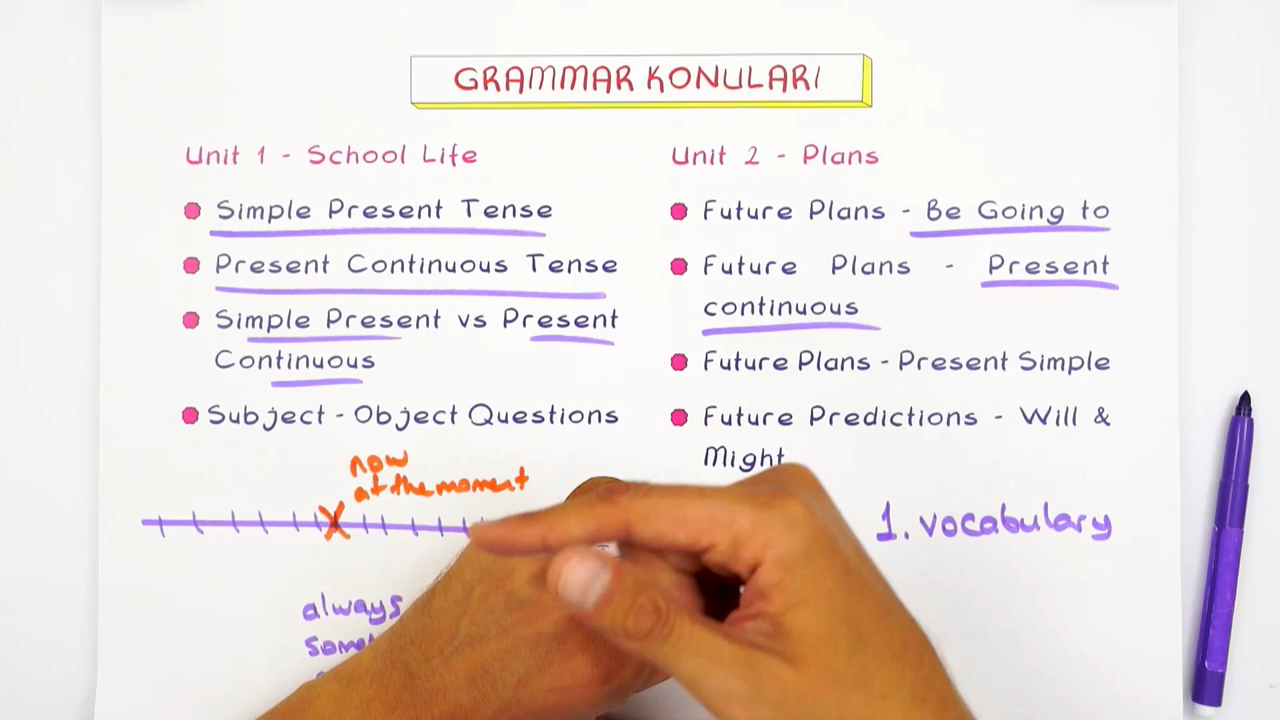 GRAMMAR KONULARI
Unit 1 - School Life
Simple Present Tense
Present Continuous Tense
Simple Present vs Present
Continuous
Subject - Object Questions
Unit 2 - Plans
Future Plans - Be Going to
Future Plans - Present
continuous
Future Plans - Present Simple
Future Predictions - Will &
Might
now
at the moment
always
1. vocabulary